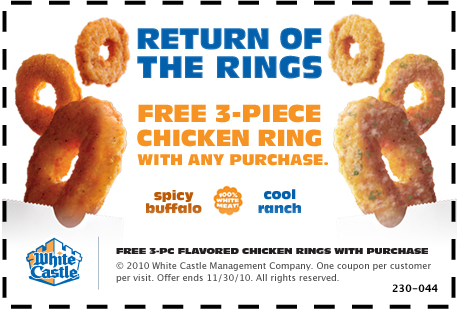 RETURN OF
THE RINGS
FREE 3-PIECE
CHICKEN RING
WITH ANY PURCHASE.
spicy
buffalo
100%
WHITE
MEAT!
cool
ranch
White
Castle
FREE 3-PC FLAVORED CHICKEN RINGS WITH PURCHASE
© 2010 White Castle Management Company. One coupon per customer
per visit. Offer ends 11/30/10. All rights reserved.
230-044